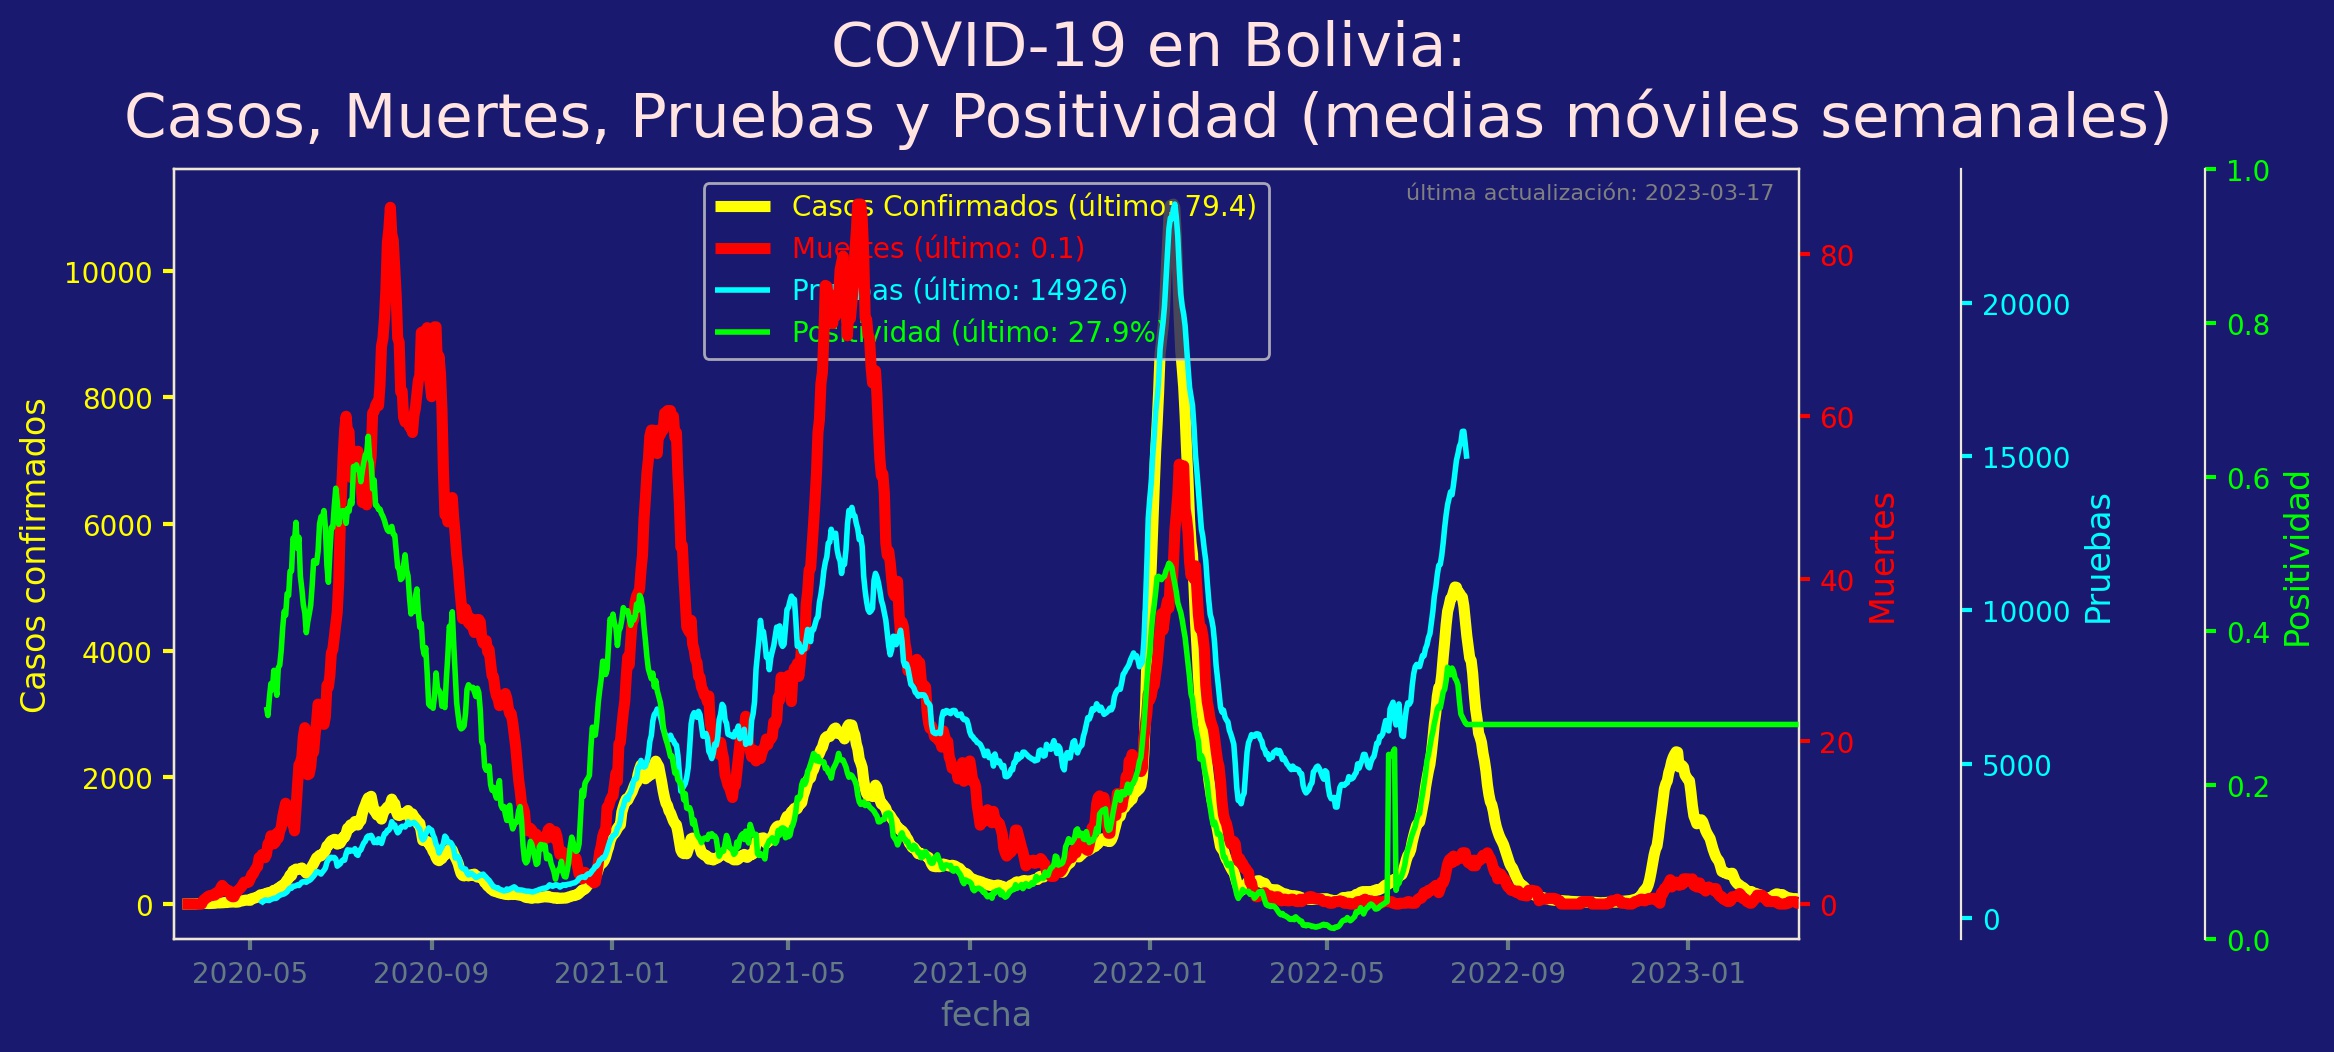 COVID-19 en Bolivia:
Casos, Muertes, Pruebas y Positividad (medias móviles semanales)
última actualización: 2023-03-17
Casos Confirmados (último: 79.4)
Muertes (último: 0.1)
Pruebas (último: 14926)
Positividad (último: 27.9%)
Casos confirmados
10000
8000
6000
4000
2000
0
Muertes
80
60
40
20
0
Pruebas
20000
15000
10000
5000
0
Positividad
1.0
0.8
0.6
0.4
0.2
0.0
2020-05 2020-09 2021-01 2021-05 2021-09 2022-01 2022-05 2022-09 2023-01
fecha